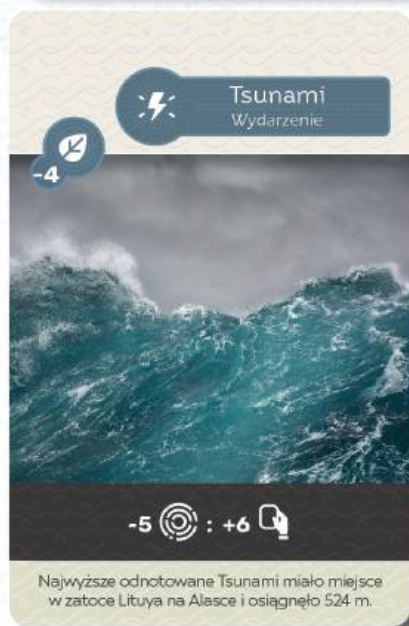 Tsunami
Wydarzenie
-4
-5 : +6
Najwyższe odnotowane Tsunami miało miejsce
w zatoce Lituya na Alasce i osiągnęło 524 m.